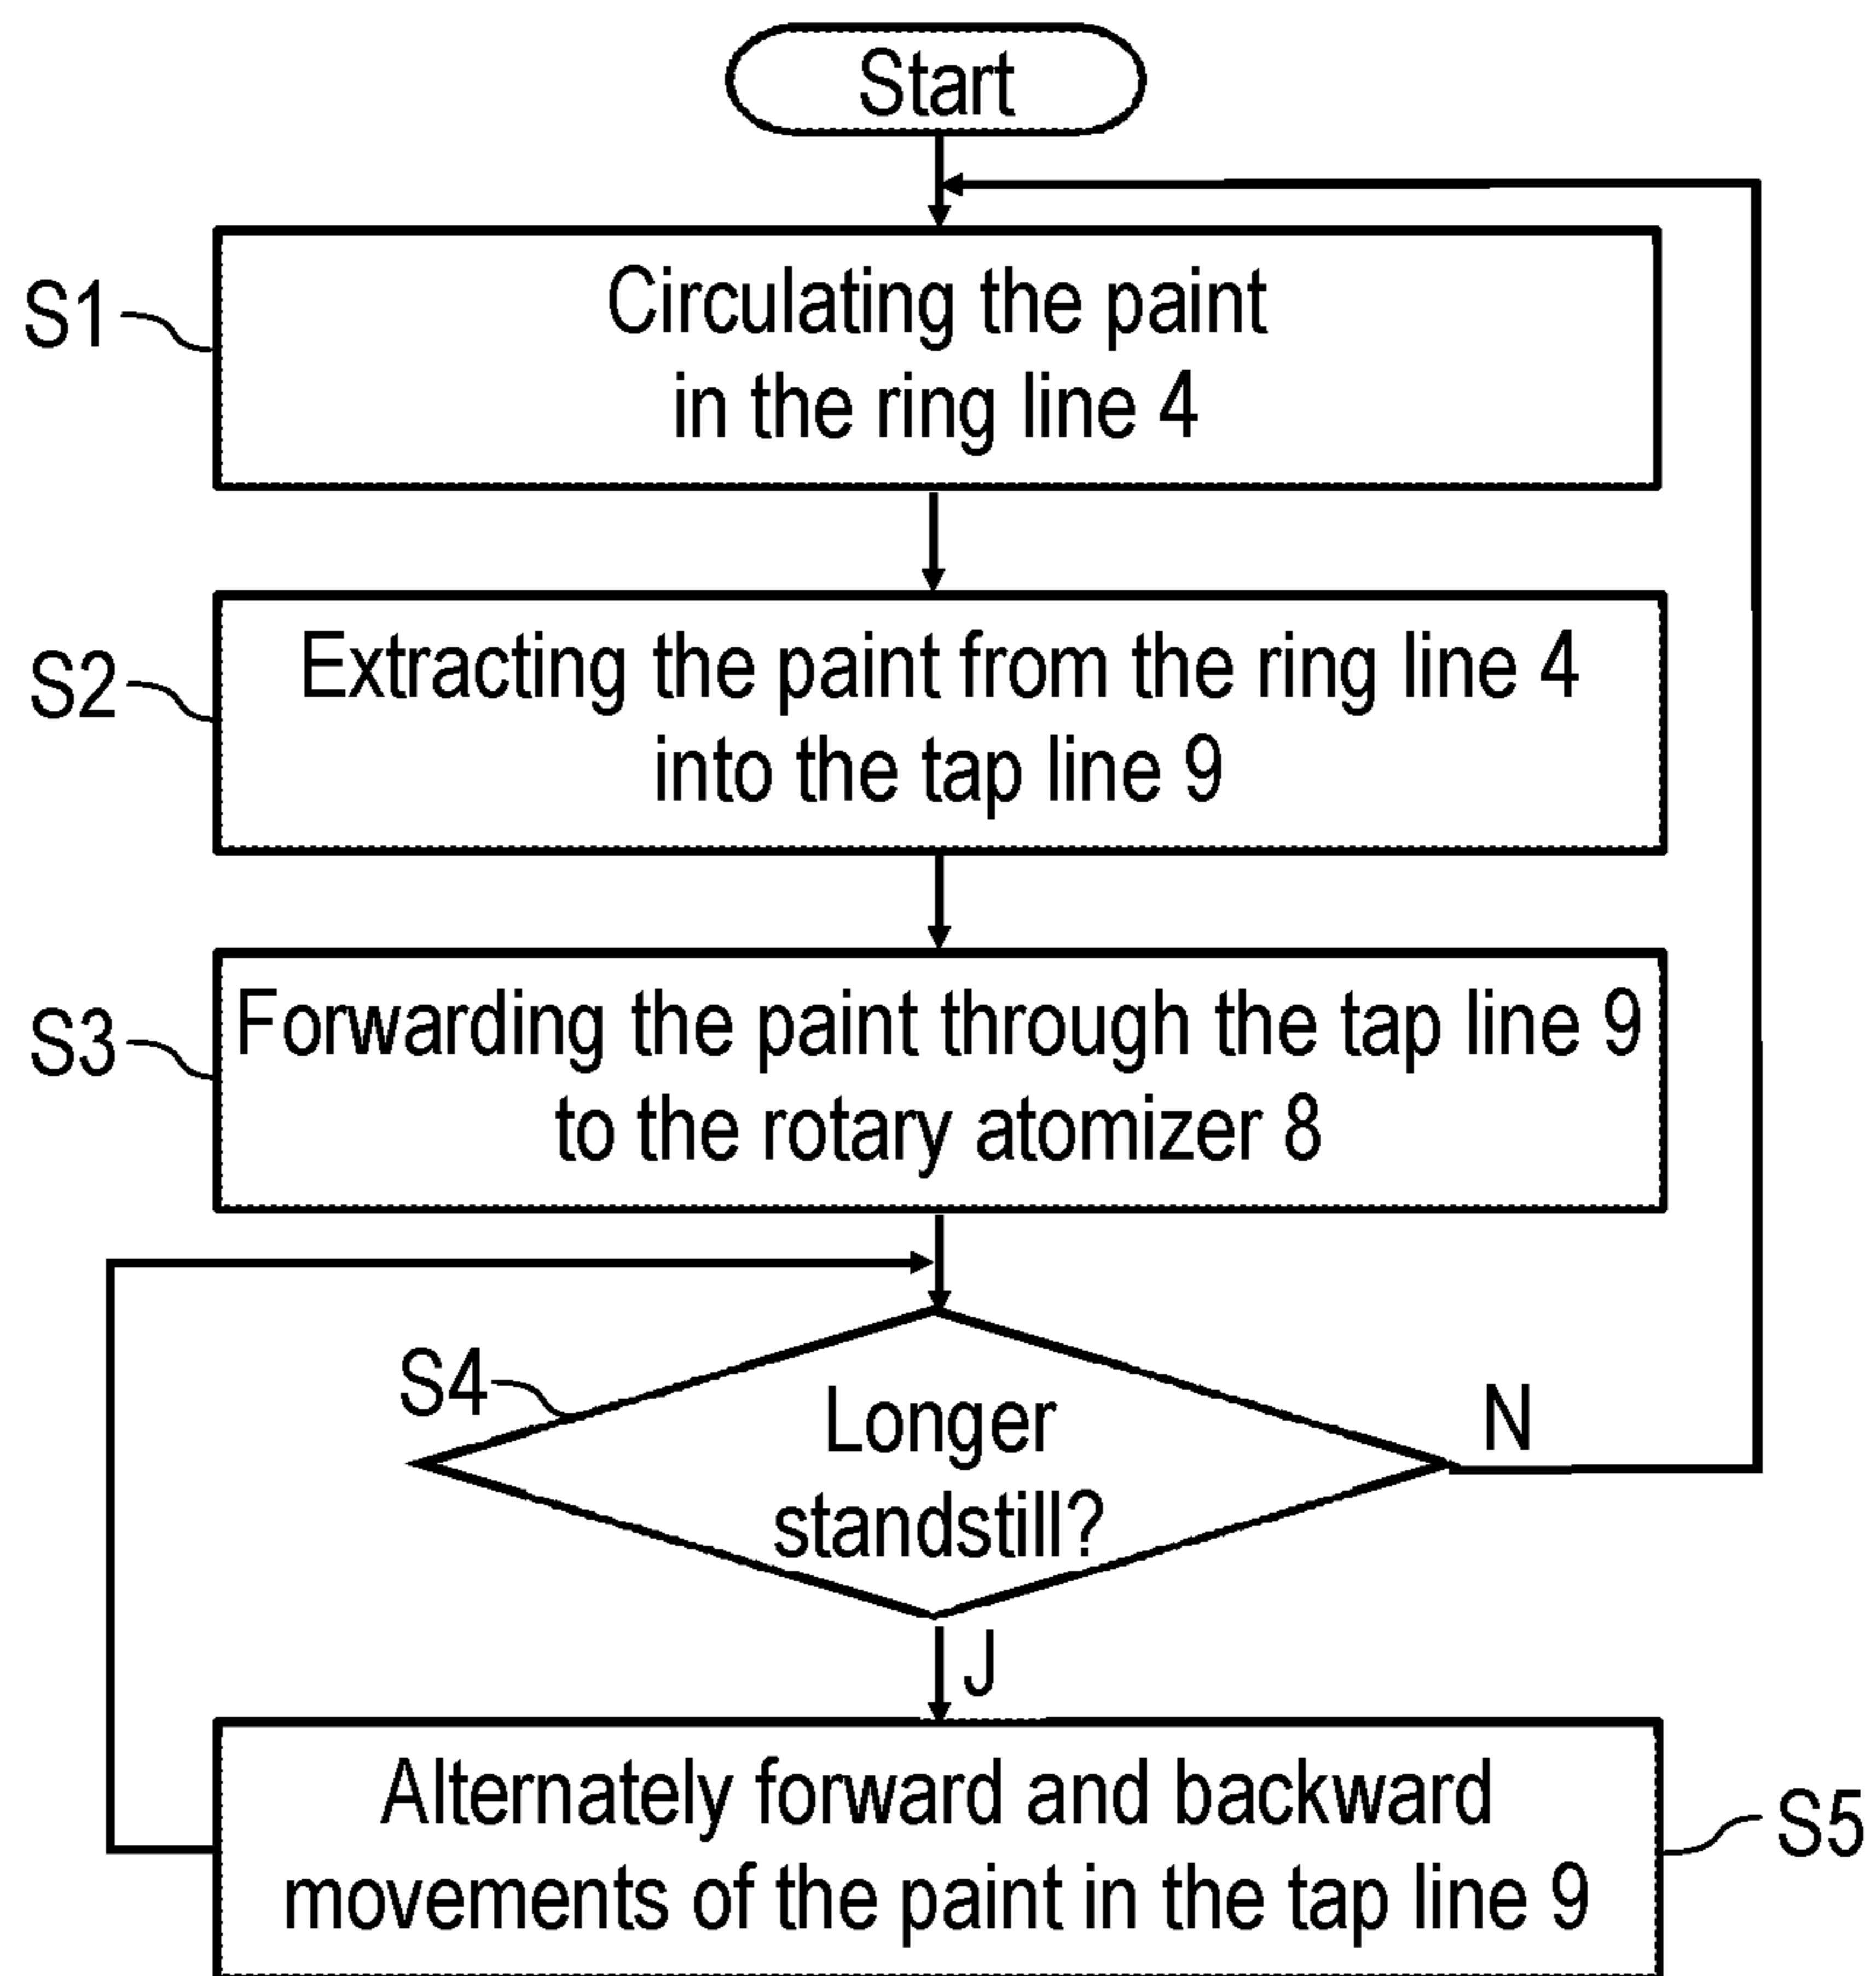 Start
S1
Circulating the paint
in the ring line 4
S2
Extracting the paint from the ring line 4
into the tap line 9
S3
Forwarding the paint through the tap line 9
to the rotary atomizer 8
S4
Longer
standstill?
N
J
Alternately forward and backward
movements of the paint in the tap line 9
S5